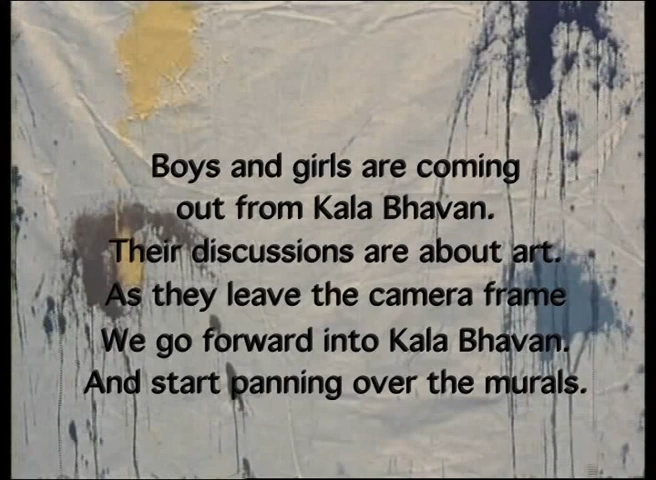 Boys and girls are coming
out from Kala Bhavan.
Their discussions are about art.
As they leave the camera frame
We go forward into Kala Bhavan.
And start panning over the murals.